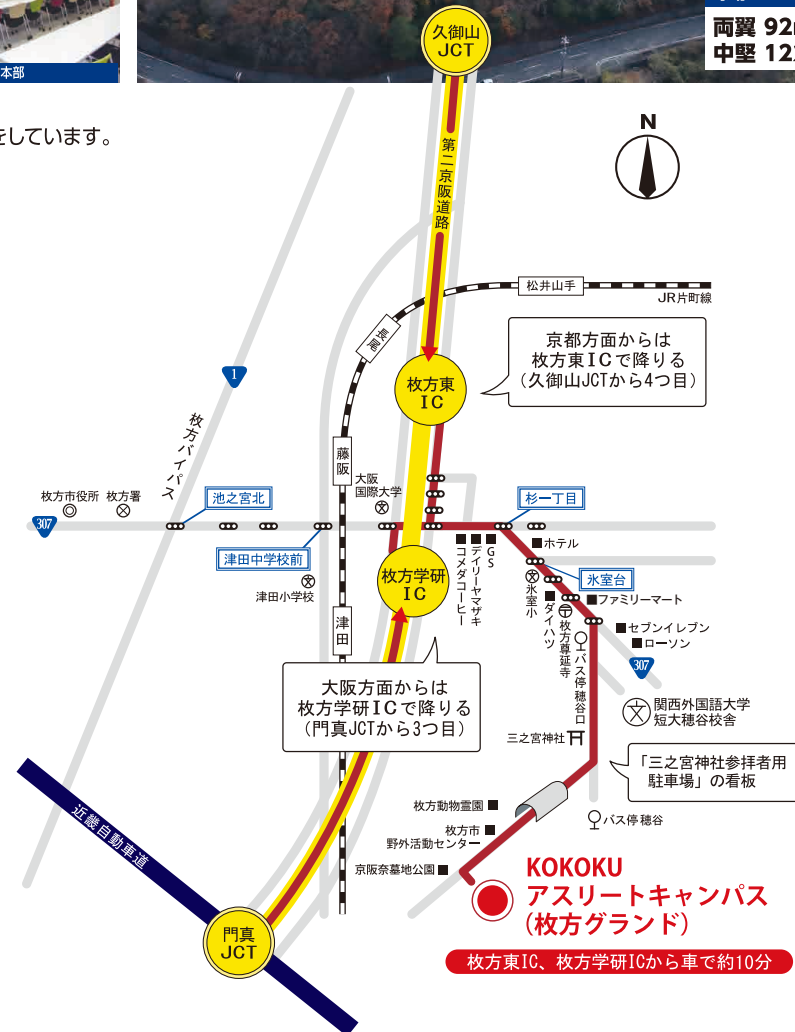 本部
両翼 92
中堅 12
をしています。
久御山
JCT
N
第二京阪道路
松井山手
JR片町線
長尾
京都方面からは
枚方東ICで降りる
(久御山JCTから4つ目)
1
枚方東
IC
枚方バイパス
藤阪
大阪
国際大学
枚方市役所
枚方署
池之宮北
杉一丁目
307
津田中学校前
ホテル
GS
デイリーヤマザキ
コメダコーヒー
枚方学研
IC
氷室台
津田小学校
氷室小
ファミリーマート
ダイハツ
枚方尊延寺
津田
セブンイレブン
ローソン
バス停穂谷口
307
大阪方面からは
枚方学研ICで降りる
(門真JCTから3つ目)
関西外国語大学
短大穂谷校舎
三之宮神社
「三之宮神社参拝者用
駐車場」の看板
近畿自動車道
枚方動物霊園
バス停穂谷
枚方市
野外活動センター
京阪奈墓地公園
KOKOKU
アスリートキャンパス
(枚方グランド)
門真
JCT
枚方東IC、枚方学研ICから車で約10分